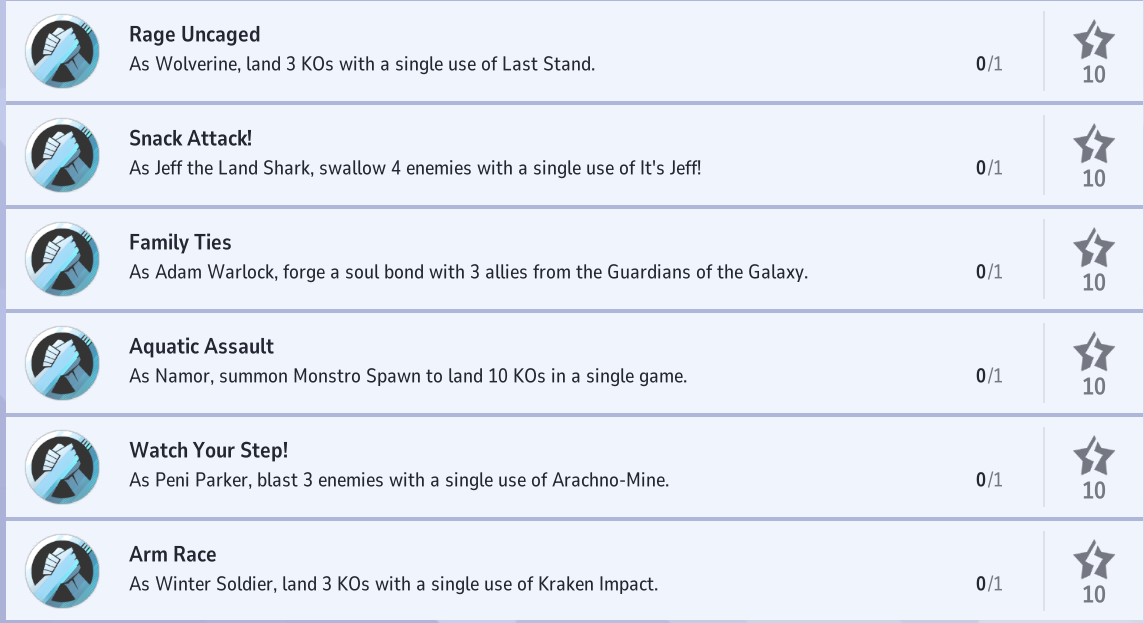 Rage Uncaged
As Wolverine, land 3 KOs with a single use of Last Stand.
0/1
10
Snack Attack!
As Jeff the Land Shark, swallow 4 enemies with a single use of It's Jeff!
0/1
10
Family Ties
As Adam Warlock, forge a soul bond with 3 allies from the Guardians of the Galaxy.
0/1
10
Aquatic Assault
As Namor, summon Monstro Spawn to land 10 KOs in a single game.
0/1
10
Watch Your Step!
As Peni Parker, blast 3 enemies with a single use of Arachno-Mine.
0/1
10
Arm Race
As Winter Soldier, land 3 KOs with a single use of Kraken Impact.
0/1
10